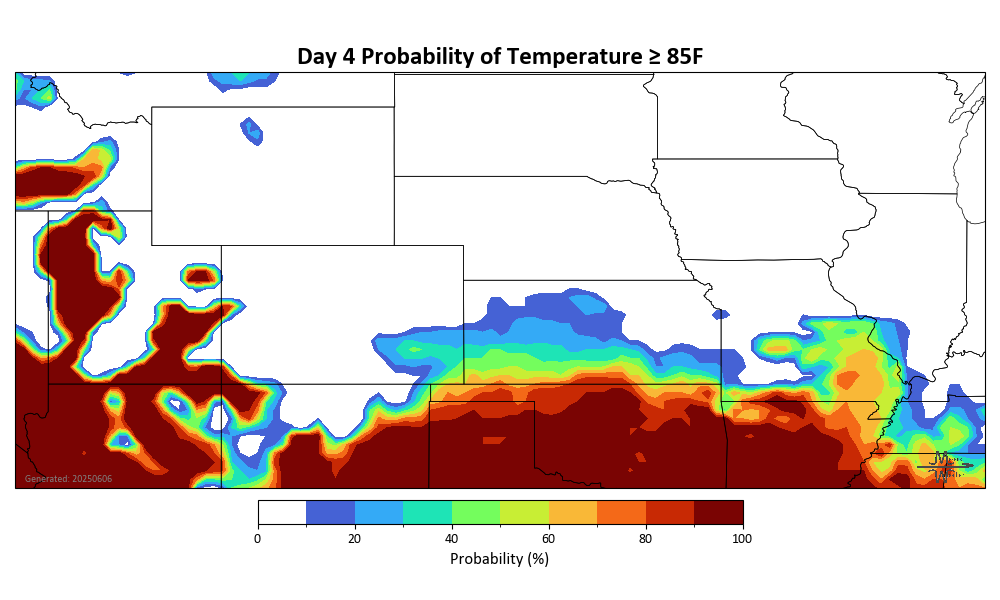 Day 4 Probability of Temperature ≥ 85F
Generated: 20250606
0 20 40 60 80 100
Probability (%)